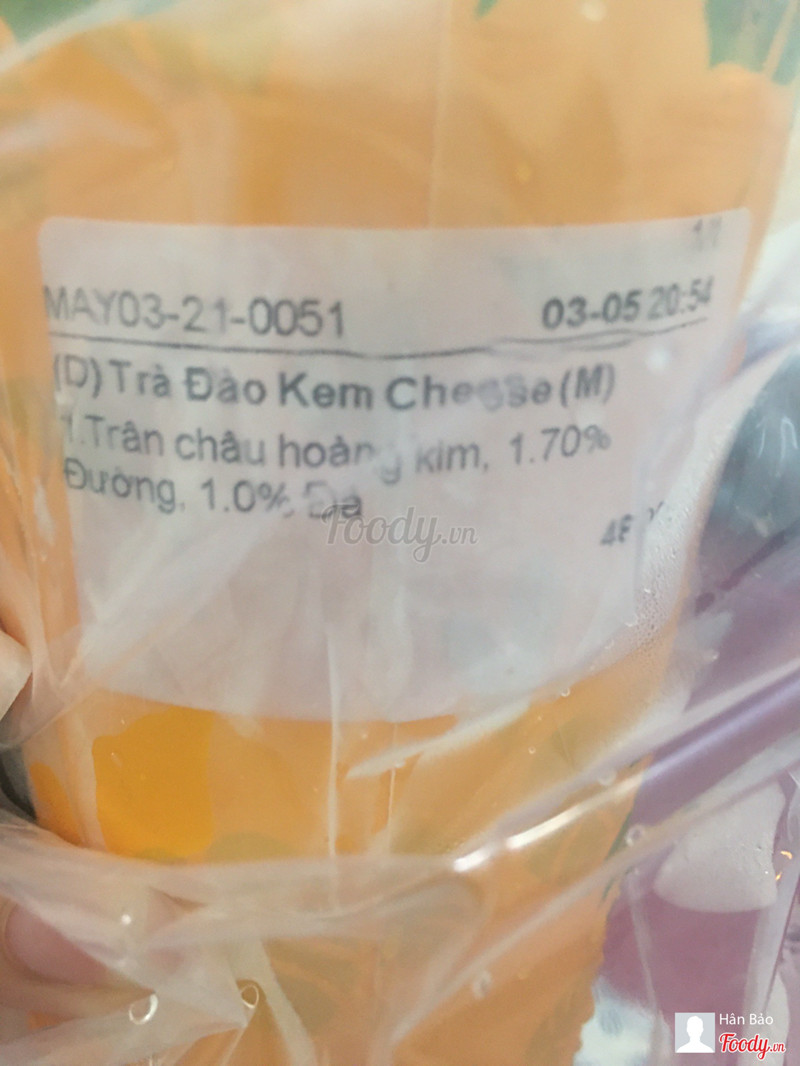 1/1
MAY03-21-0051 03-05 20:54
(D) Trà Đào Kem Cheese (M)
1.Trân châu hoàng kim, 1.70%
Đường, 1.0% Đá
Foody.vn
Hân Bảo
Foody.vn